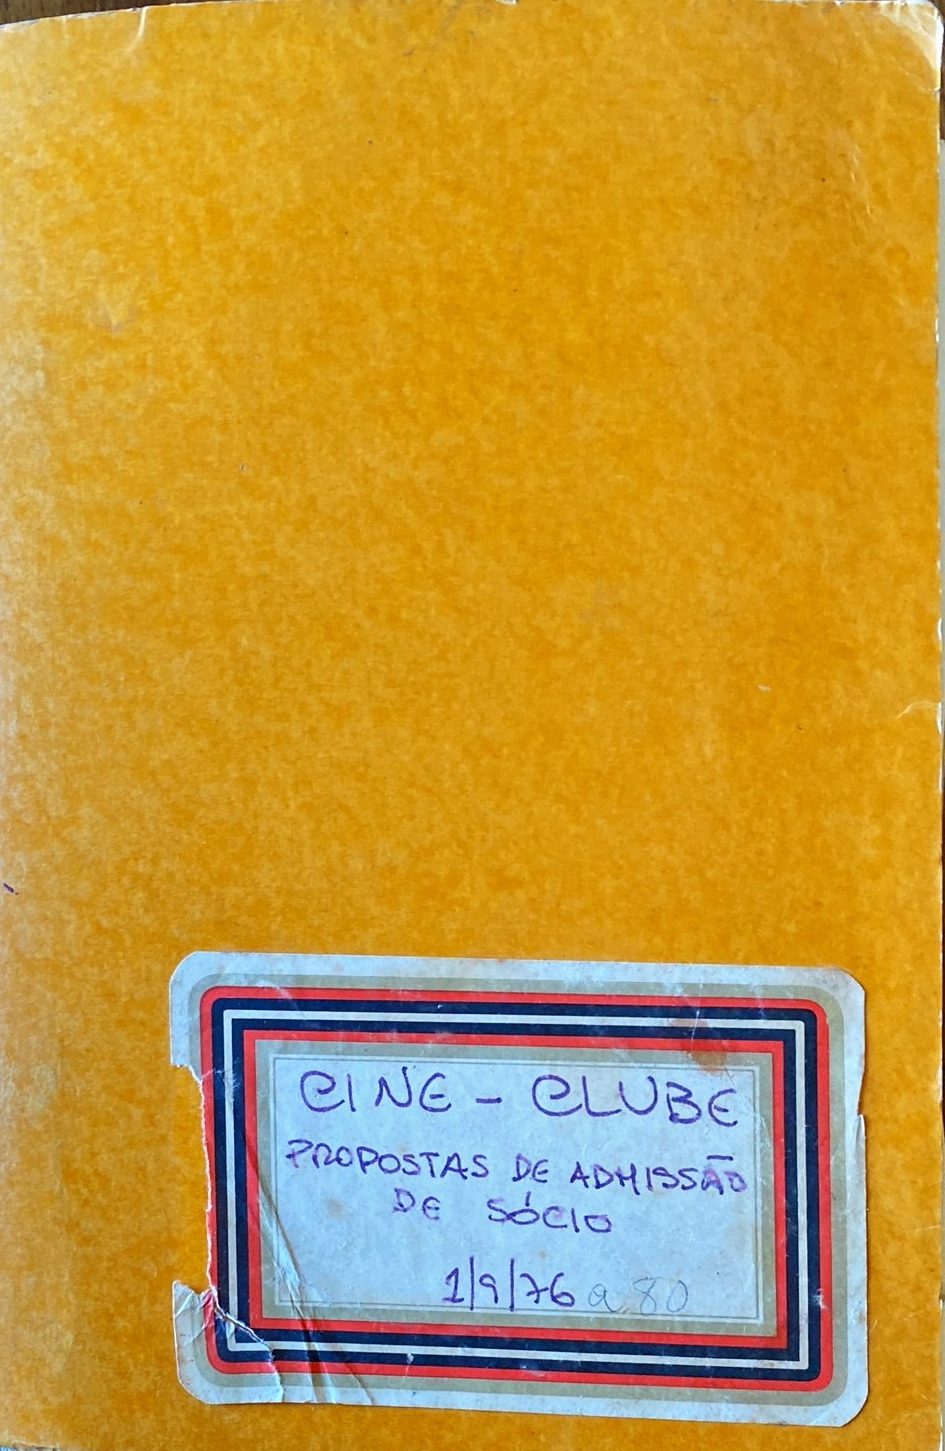 CINE - CLUBE
PROPOSTAS DE ADMISSÃO
DE SÓCIO
1/9/76 a 80